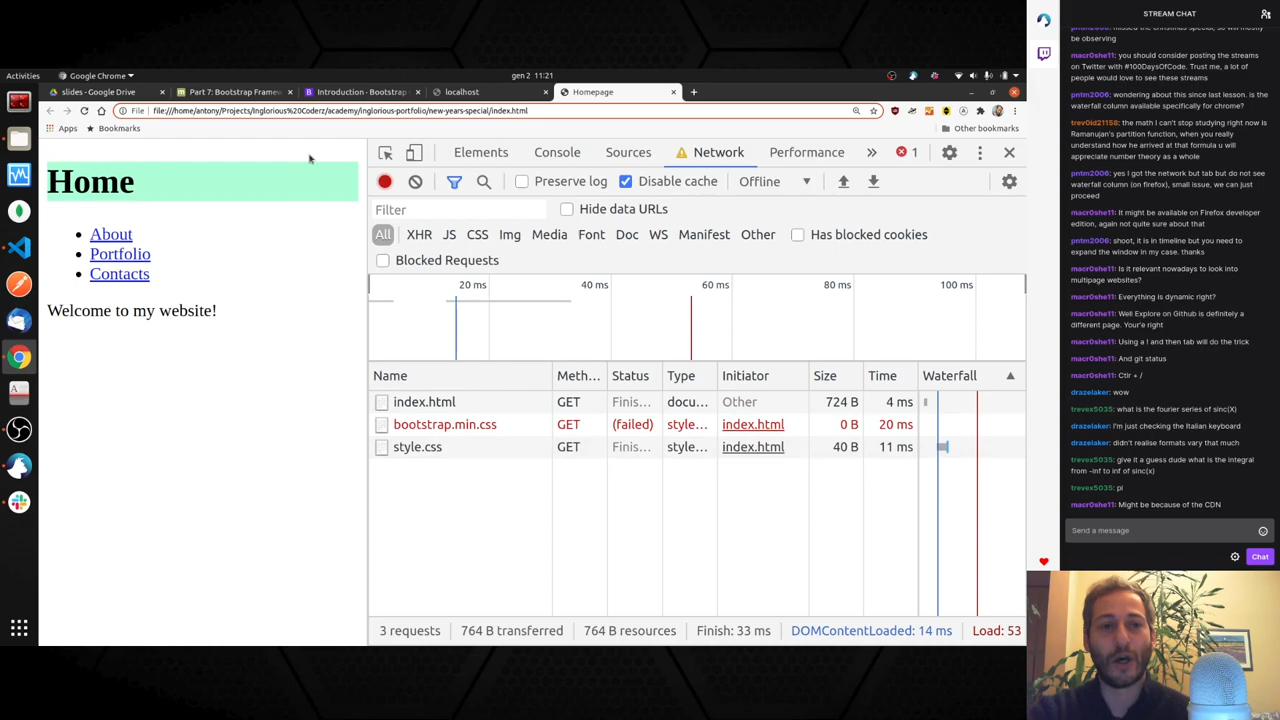 Activities
Google Chrome
gen 2 11:21
slides - Google Drive
Part 7: Bootstrap Framew
Introduction · Bootstrap
localhost
Homepage
File
file:///home/antony/Projects/Inglorious%20Coderz/academy/inglorious-portfolio/new-years-special/index.html
Apps
Bookmarks
Other bookmarks
Home
About
Portfolio
Contacts
Welcome to my website!
Elements
Console
Sources
Network
Performance
1
Preserve log
Disable cache
Offline
Filter
Hide data URLs
All XHR JS CSS Img Media Font Doc WS Manifest Other
Has blocked cookies
Blocked Requests
20 ms 40 ms 60 ms 80 ms 100 ms
Name Meth... Status Type Initiator Size Time Waterfall
index.html GET Finis... docu... Other 724 B 4 ms
bootstrap.min.css GET (failed) style... index.html 0 B 20 ms
style.css GET Finis... style... index.html 40 B 11 ms
3 requests 764 B transferred 764 B resources Finish: 33 ms DOMContentLoaded: 14 ms Load: 53
STREAM CHAT
be observing
macr0she11: you should consider posting the streams
on Twitter with #100DaysOfCode. Trust me, a lot of
people would love to see these streams
pntm2006: wondering about this since last lesson. is the
waterfall column available specifically for chrome?
trev0ld21158: the math I can't stop studying right now is
Ramanujan's partition function, when you really
understand how he arrived at that formula u will
appreciate number theory as a whole
pntm2006: yes I got the network but tab but do not see
waterfall column (on firefox), small issue, we can just
proceed
macr0she11: It might be available on Firefox developer
edition, again not quite sure about that
pntm2006: shoot, it is in timeline but you need to
expand the window in my case. thanks
macr0she11: Is it relevant nowadays to look into
multipage websites?
macr0she11: Everything is dynamic right?
macr0she11: Well Explore on Github is definitely a
different page. Your'e right
macr0she11: Using a ! and then tab will do the trick
macr0she11: And git status
macr0she11: Ctlr + /
drazelaker: wow
trevex5035: what is the fourier series of sinc(X)
drazelaker: I'm just checking the Italian keyboard
drazelaker: didn't realise formats vary that much
trevex5035: give it a guess dude what is the integral
from -inf to inf of sinc(x)
trevex5035: pi
macr0she11: Might be because of the CDN
Send a message
Chat